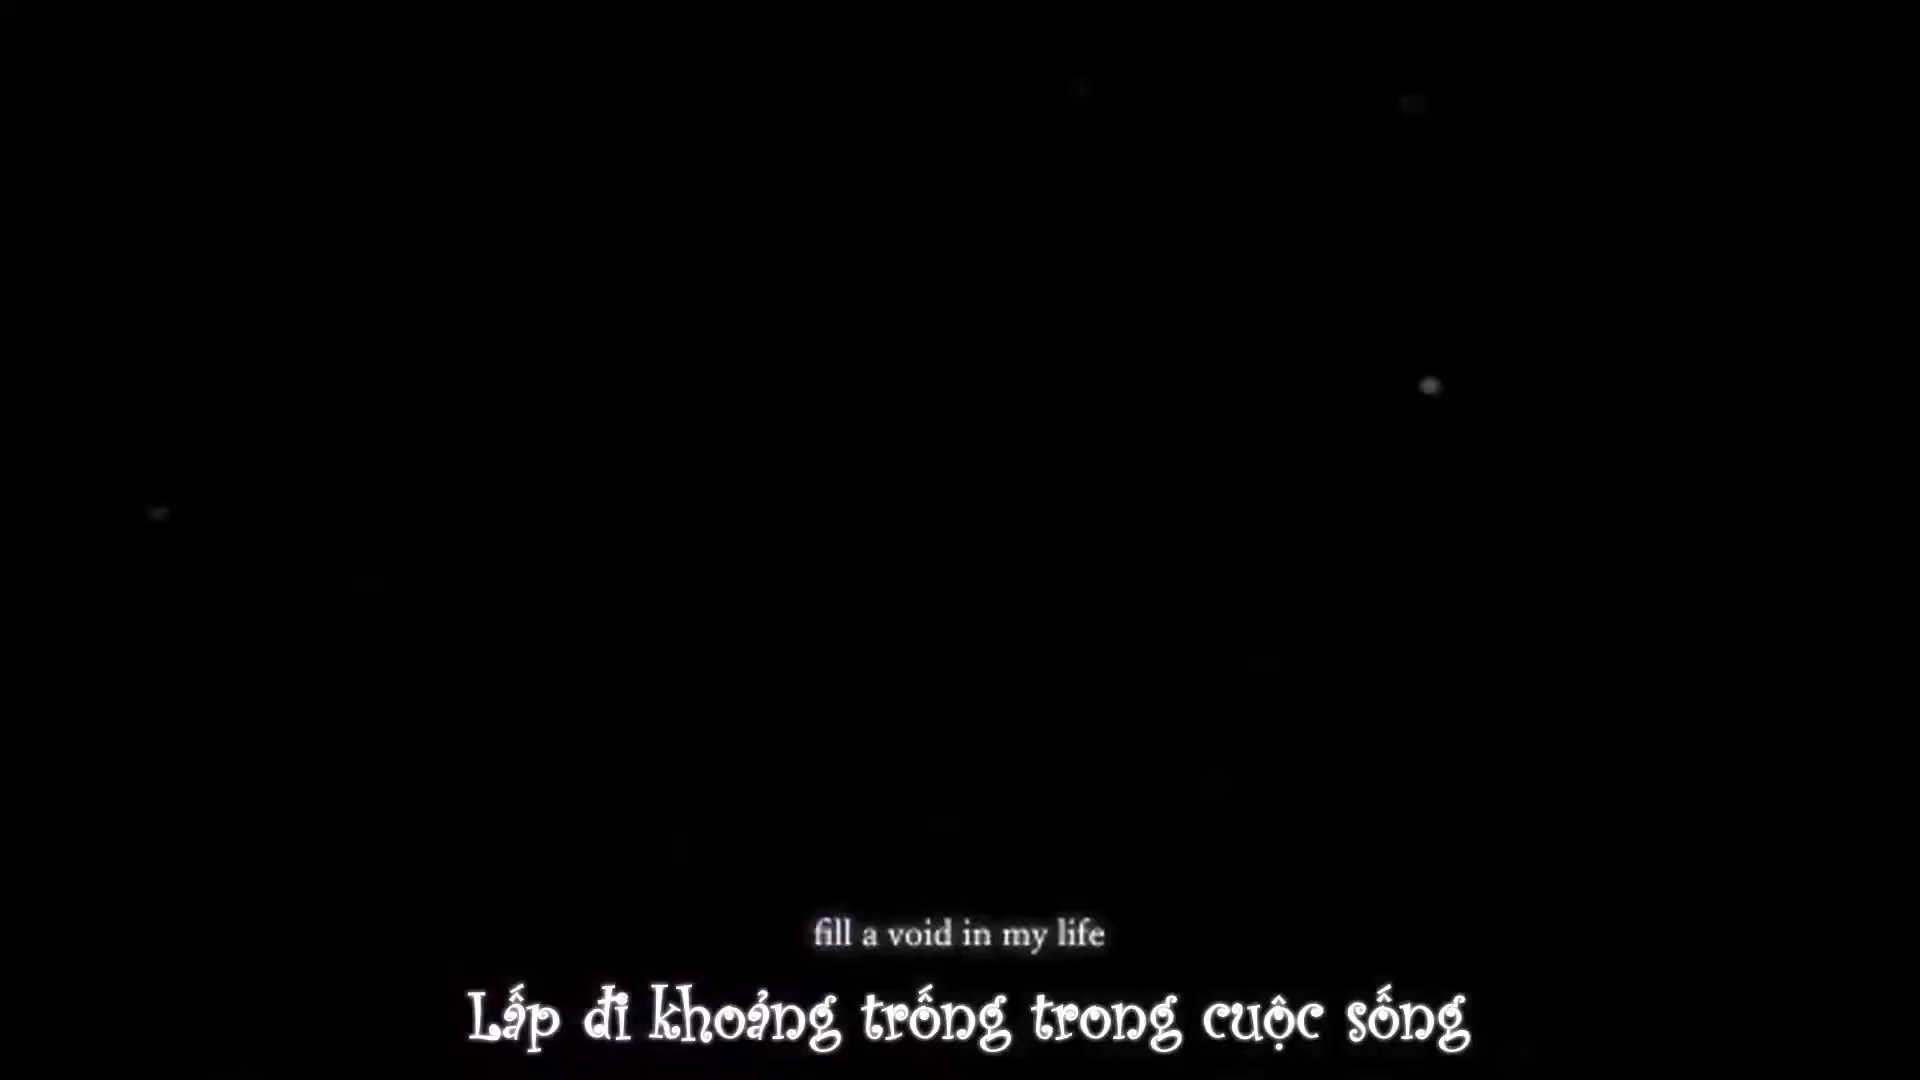 fill a void in my life
Lấp đi khoảng trống trong cuộc sống